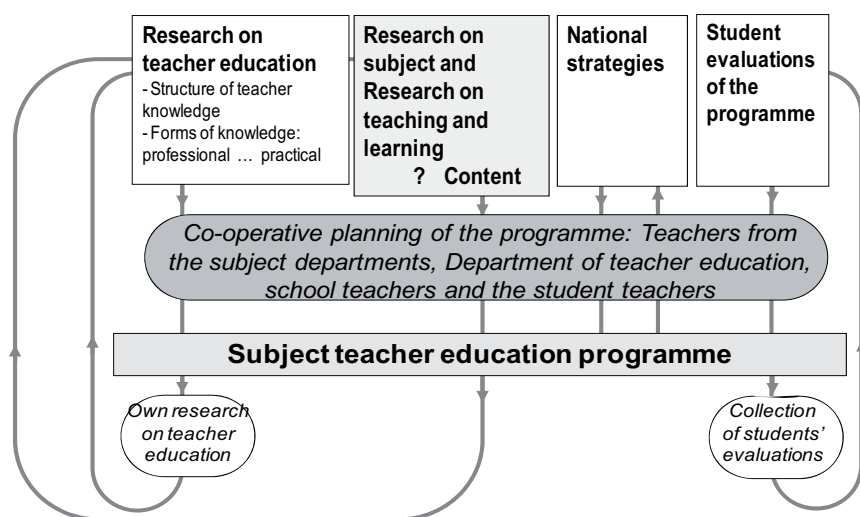 Research on
teacher education
- Structure of teacher
knowledge
- Forms of knowledge:
professional … practical
Research on
subject and
Research on
teaching and
learning
? Content
National
strategies
Student
evaluations
of the
programme
Co-operative planning of the programme: Teachers from
the subject departments, Department of teacher education,
school teachers and the student teachers
Subject teacher education programme
Own research
on teacher
education
Collection
of students’
evaluations